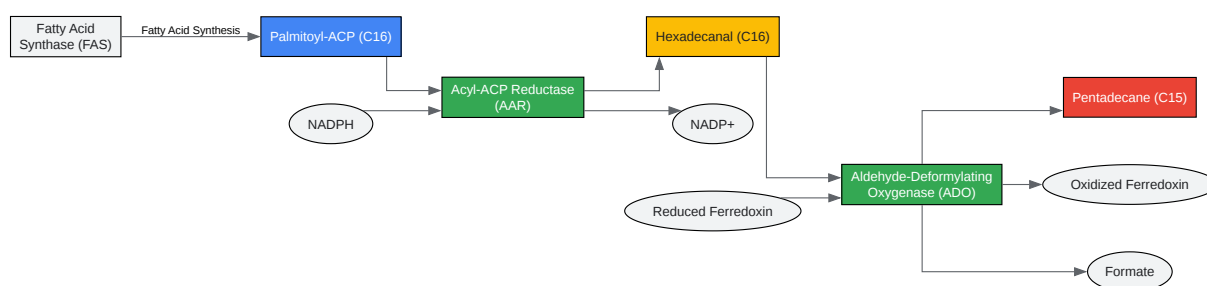 Fatty Acid
Synthase (FAS)
Fatty Acid Synthesis
Palmitoyl-ACP (C16)
Hexadecanal (C16)
Acyl-ACP Reductase
(AAR)
NADPH
NADP+
Pentadecane (C15)
Aldehyde-Deformylating
Oxygenase (ADO)
Oxidized Ferredoxin
Reduced Ferredoxin
Formate